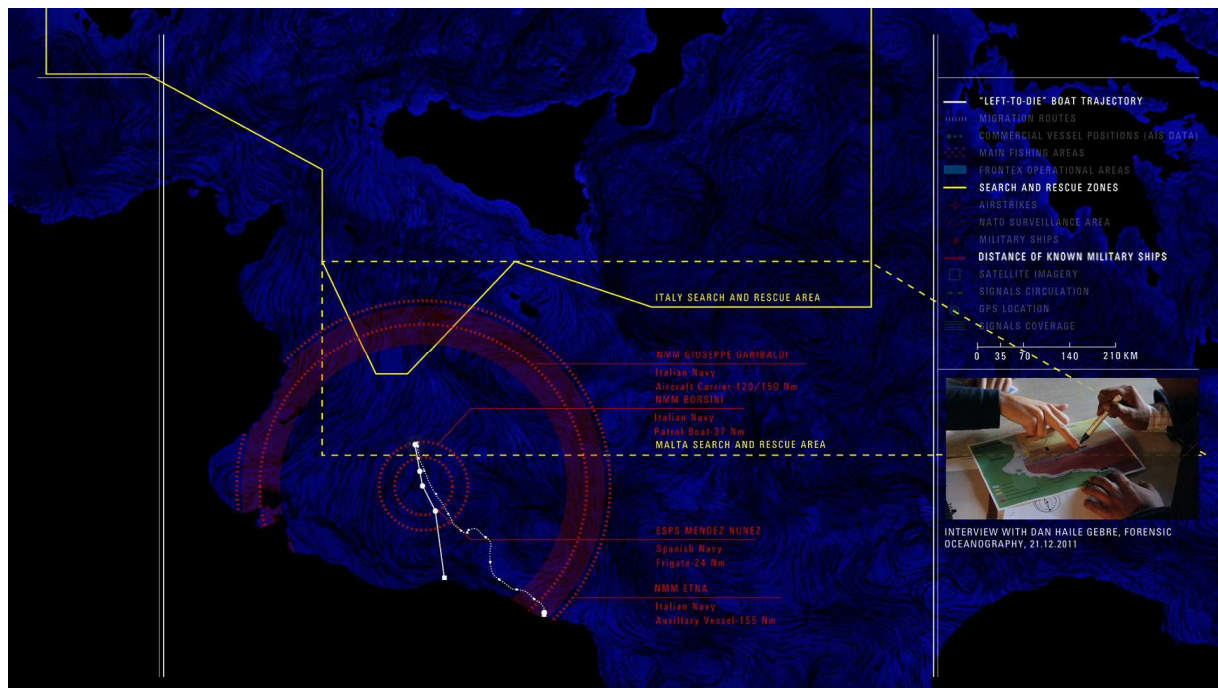 "LEFT-TO-DIE" BOAT TRAJECTORY
MIGRATION ROUTES
COMMERCIAL VESSEL POSITIONS (AIS DATA)
MAIN FISHING AREAS
FRONTEX OPERATIONAL AREAS
SEARCH AND RESCUE ZONES
AIRSTRIKES
NATO SURVEILLANCE AREA
MILITARY SHIPS
DISTANCE OF KNOWN MILITARY SHIPS
SATELLITE IMAGERY
SIGNALS CIRCULATION
GPS LOCATION
SIGNALS COVERAGE
0 35 70 140 210 KM
ITALY SEARCH AND RESCUE AREA
NMM GIUSEPPE GARIBALDI
Italian Navy
Aircraft Carrier-120/150 Nm
NMM BORSINI
Italian Navy
Patrol Boat-37 Nm
MALTA SEARCH AND RESCUE AREA
ESPS MENDEZ NUNEZ
Spanish Navy
Frigate-24 Nm
NMM ETNA
Italian Navy
Auxillary Vessel-155 Nm
INTERVIEW WITH DAN HAILE GEBRE, FORENSIC
OCEANOGRAPHY, 21.12.2011